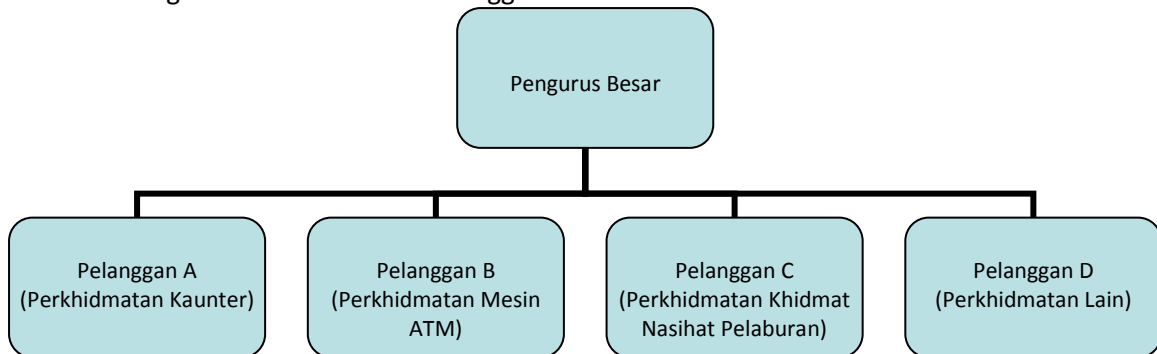 Pengurus Besar
Pelanggan A
(Perkhidmatan Kaunter)
Pelanggan B
(Perkhidmatan Mesin
ATM)
Pelanggan C
(Perkhidmatan Khidmat
Nasihat Pelaburan)
Pelanggan D
(Perkhidmatan Lain)